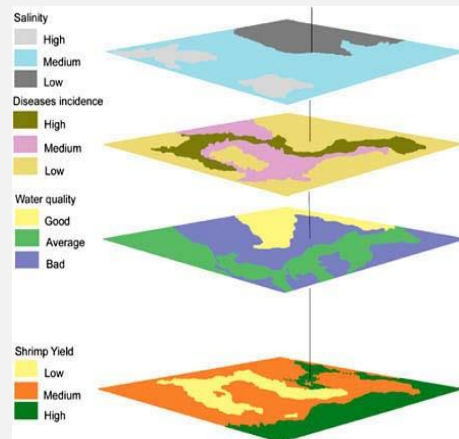 Salinity
High
Medium
Low
Diseases incidence
High
Medium
Low
Water quality
Good
Average
Bad
Shrimp Yield
Low
Medium
High